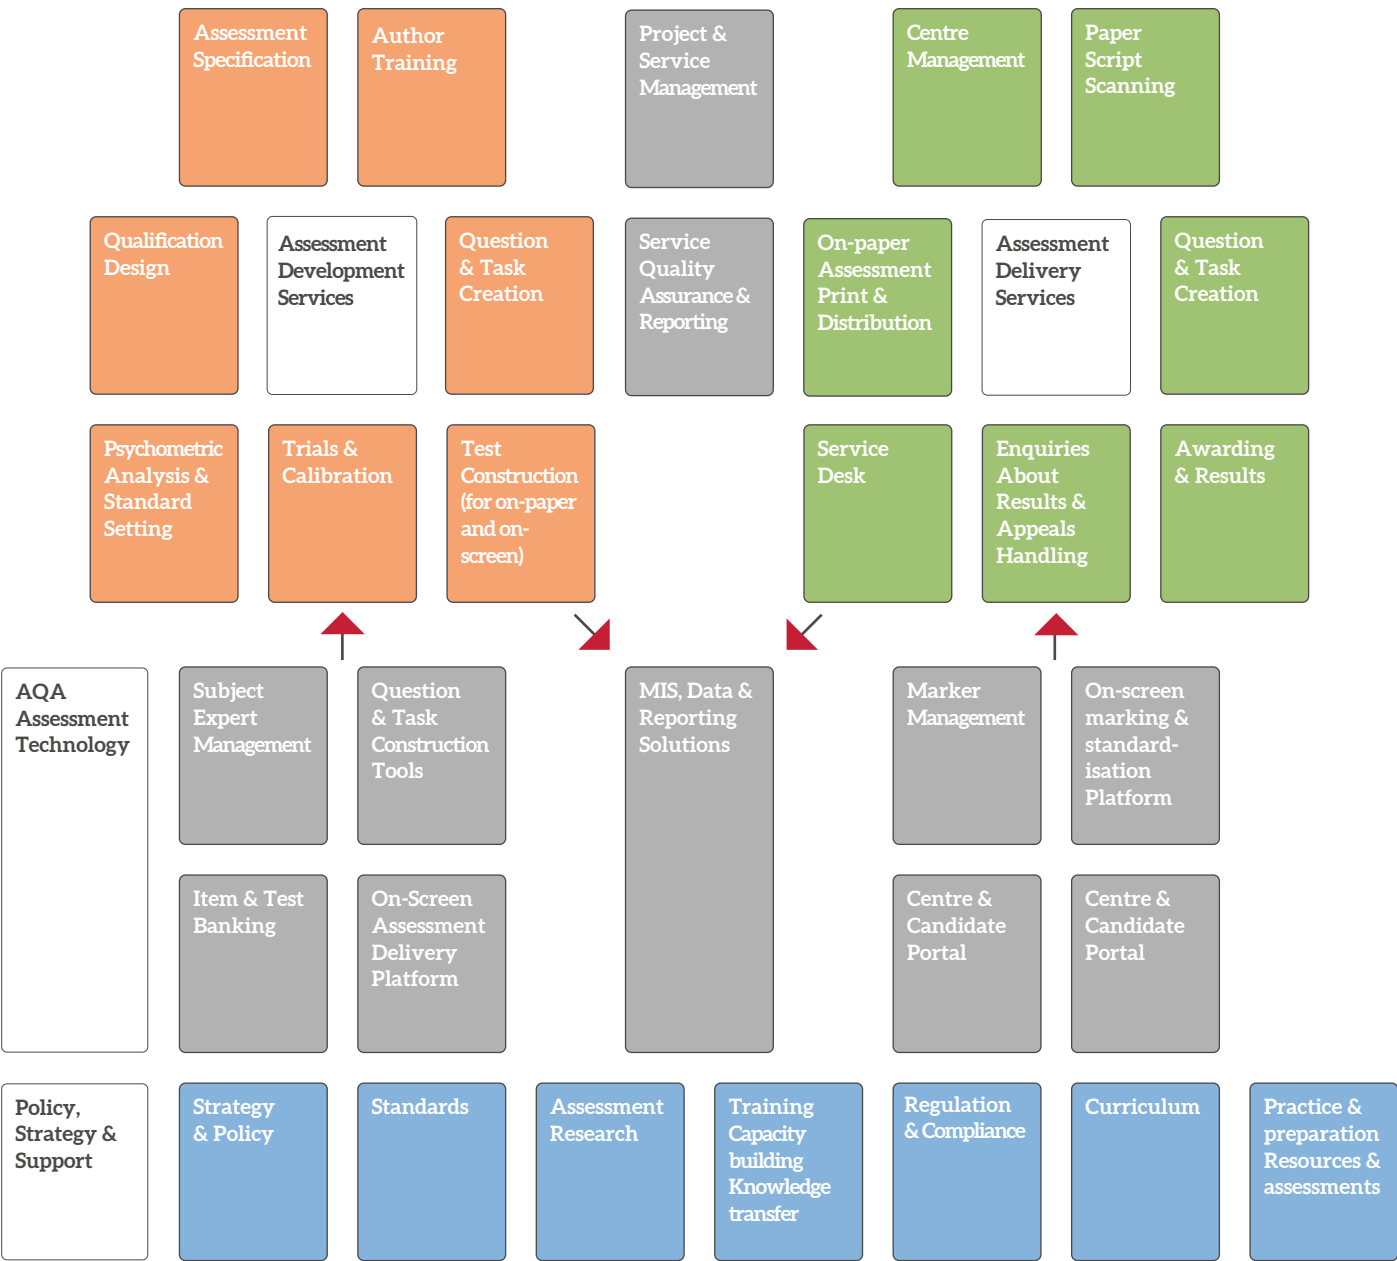 Assessment
Specification
Author
Training
Project &
Service
Management
Centre
Management
Paper
Script
Scanning
Qualification
Design
Assessment
Development
Services
Question
& Task
Creation
Service
Quality
Assurance &
Reporting
On-paper
Assessment
Print &
Distribution
Assessment
Delivery
Services
Question
& Task
Creation
Psychometric
Analysis &
Standard
Setting
Trials &
Calibration
Test
Construction
(for on-paper
and on-
screen)
Service
Desk
Enquiries
About
Results &
Appeals
Handling
Awarding
& Results
AQA
Assessment
Technology
Subject
Expert
Management
Question
& Task
Construction
Tools
MIS, Data &
Reporting
Solutions
Marker
Management
On-screen
marking &
standard-
isation
Platform
Item & Test
Banking
On-Screen
Assessment
Delivery
Platform
Centre &
Candidate
Portal
Centre &
Candidate
Portal
Policy,
Strategy &
Support
Strategy
& Policy
Standards
Assessment
Research
Training
Capacity
building
Knowledge
transfer
Regulation
& Compliance
Curriculum
Practice &
preparation
Resources &
assessments